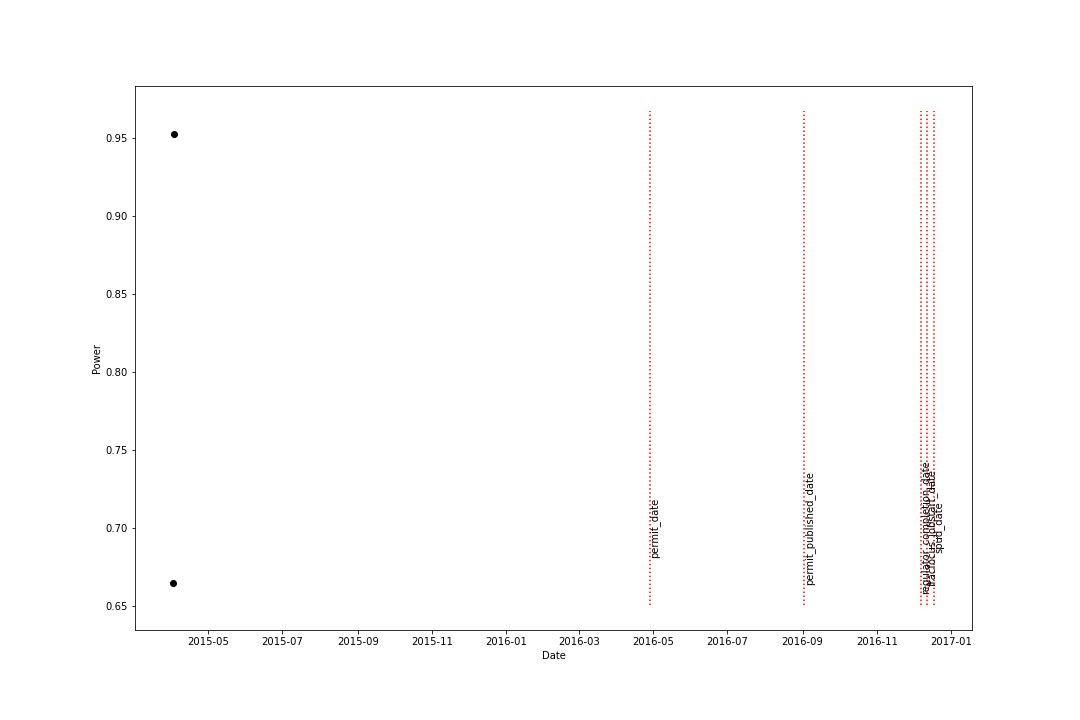 0.95
0.90
0.85
0.80
0.75
0.70
0.65
Power
permit_date
permit_published_date
regulator_completion_date
fracfocus_jobstart_date
spud_date
2015-05
2015-07
2015-09
2015-11
2016-01
2016-03
2016-05
2016-07
2016-09
2016-11
2017-01
Date